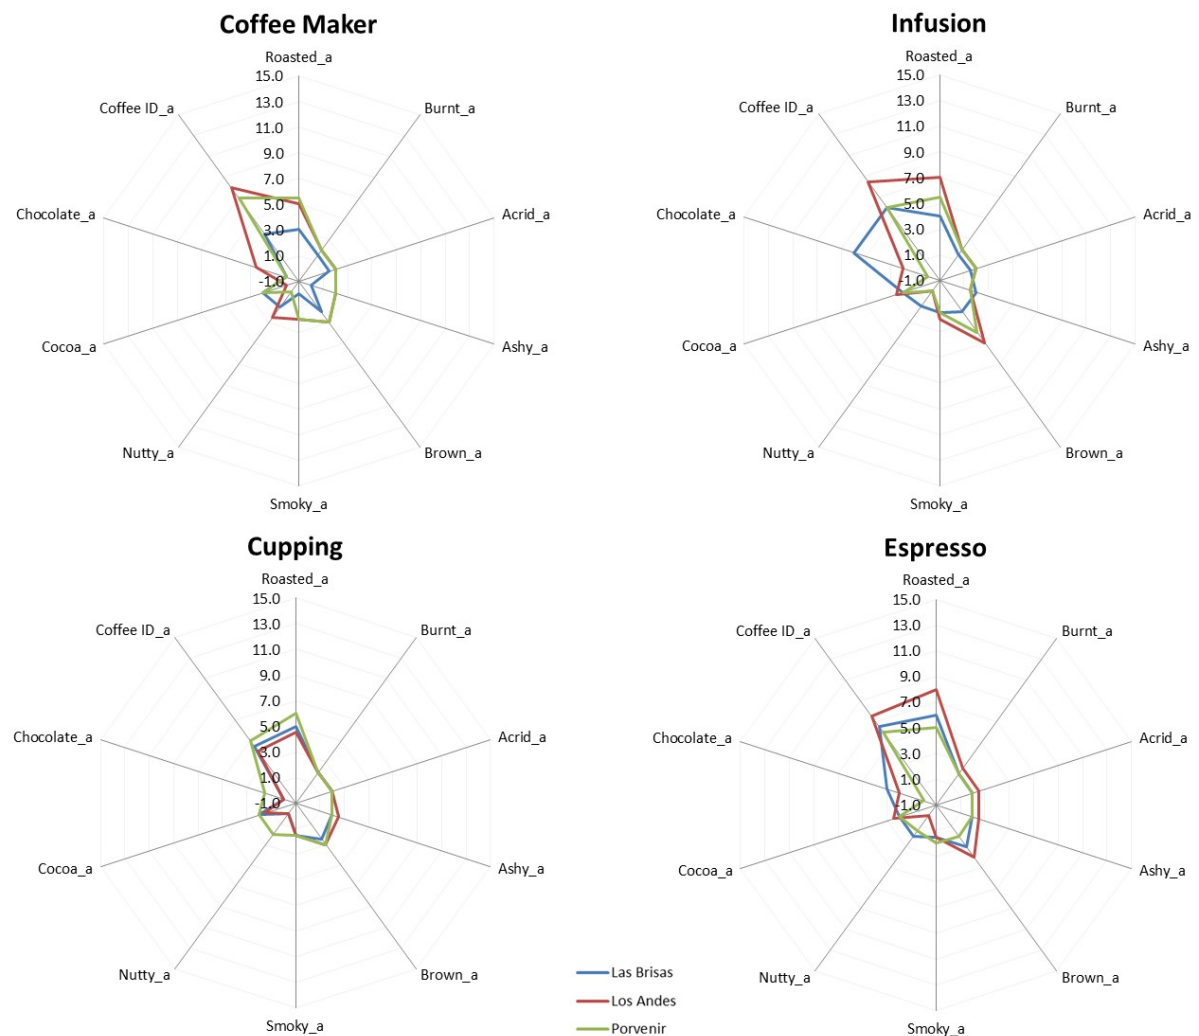 Coffee Maker
Roasted_a
15.0
13.0
11.0
9.0
7.0
5.0
3.0
1.0
-1.0
Burnt_a
Acrid_a
Ashy_a
Brown_a
Smoky_a
Nutty_a
Cocoa_a
Chocolate_a
Coffee ID_a
Infusion
Roasted_a
15.0
13.0
11.0
9.0
7.0
5.0
3.0
1.0
-1.0
Burnt_a
Acrid_a
Ashy_a
Brown_a
Smoky_a
Nutty_a
Cocoa_a
Chocolate_a
Coffee ID_a
Cupping
Roasted_a
15.0
13.0
11.0
9.0
7.0
5.0
3.0
1.0
-1.0
Burnt_a
Acrid_a
Ashy_a
Brown_a
Smoky_a
Nutty_a
Cocoa_a
Chocolate_a
Coffee ID_a
Espresso
Roasted_a
15.0
13.0
11.0
9.0
7.0
5.0
3.0
1.0
-1.0
Burnt_a
Acrid_a
Ashy_a
Brown_a
Smoky_a
Nutty_a
Cocoa_a
Chocolate_a
Coffee ID_a
Las Brisas
Los Andes
Porvenir